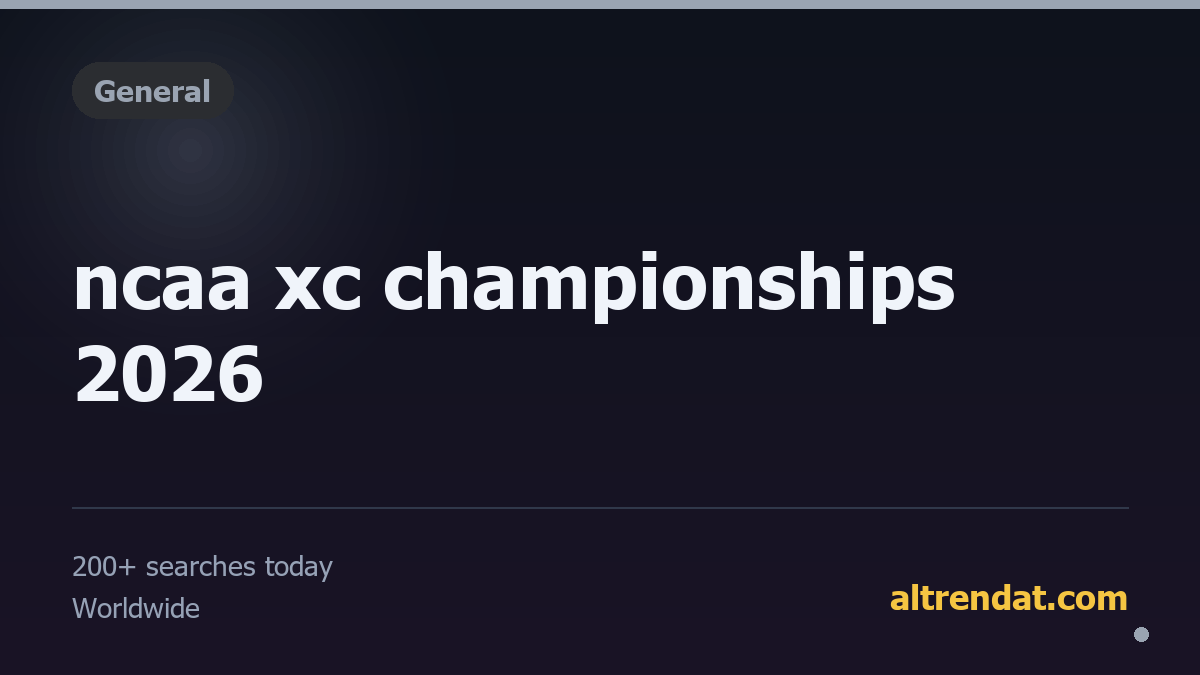 General
ncaa xc championships
2026
200+ searches today
Worldwide
altrendat.com